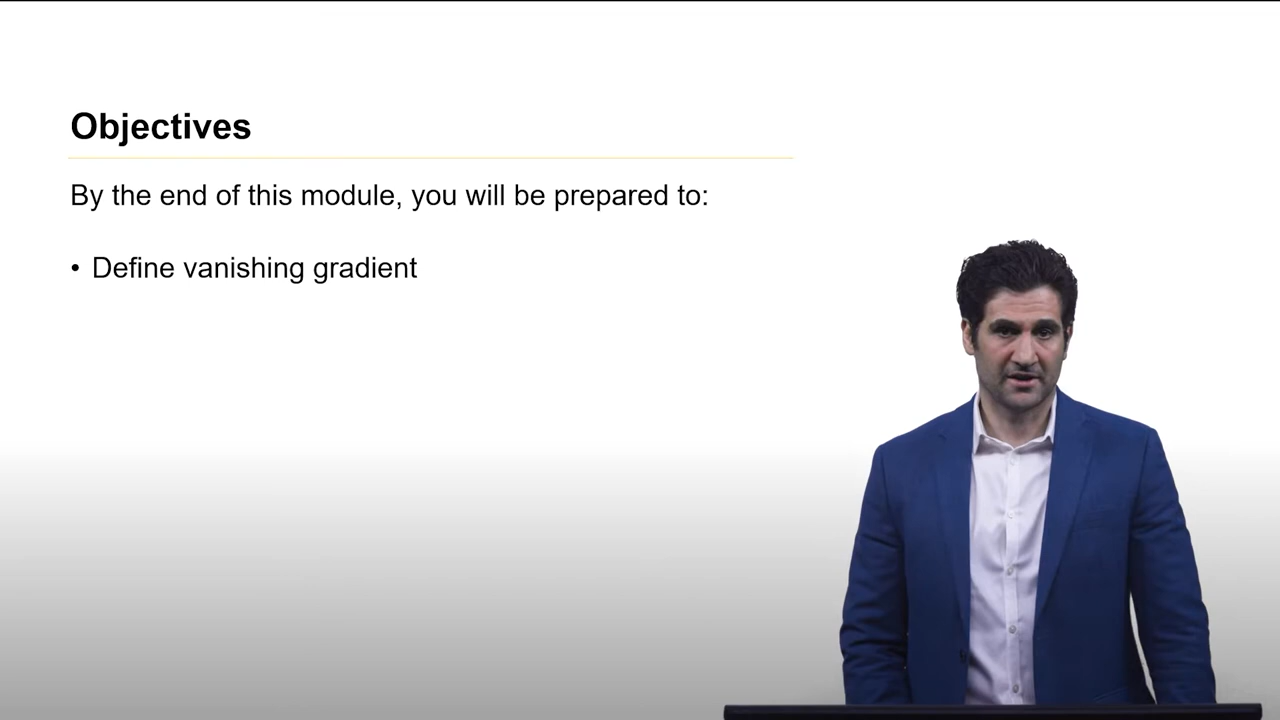 Objectives
By the end of this module, you will be prepared to:
• Define vanishing gradient